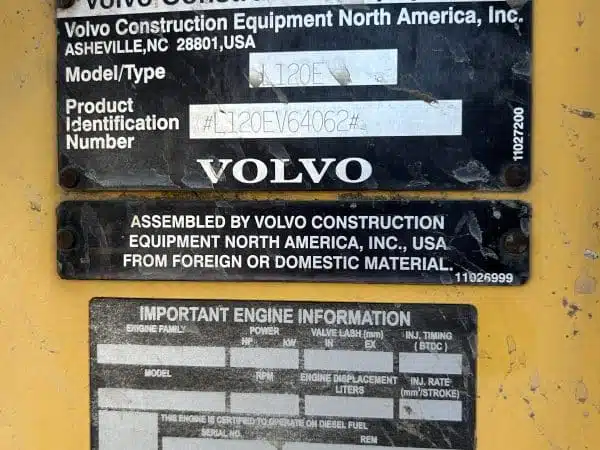 Volvo Construction Equipment North America, Inc.
ASHEVILLE,NC 28801,USA
Model/Type L120E
Product
Identification #L120EV64062#
Number
11027200
VOLVO
ASSEMBLED BY VOLVO CONSTRUCTION
EQUIPMENT NORTH AMERICA, INC., USA
FROM FOREIGN OR DOMESTIC MATERIAL.
11026999
IMPORTANT ENGINE INFORMATION
ENGINE FAMILY POWER VALVE LASH (mm) INJ. TIMING
HP KW IN EX (BTDC)
MODEL RPM ENGINE DISPLACEMENT INJ. RATE
LITERS (mm³/STROKE)
THIS ENGINE IS CERTIFIED TO OPERATE ON DIESEL FUEL
SERIAL NO. REM